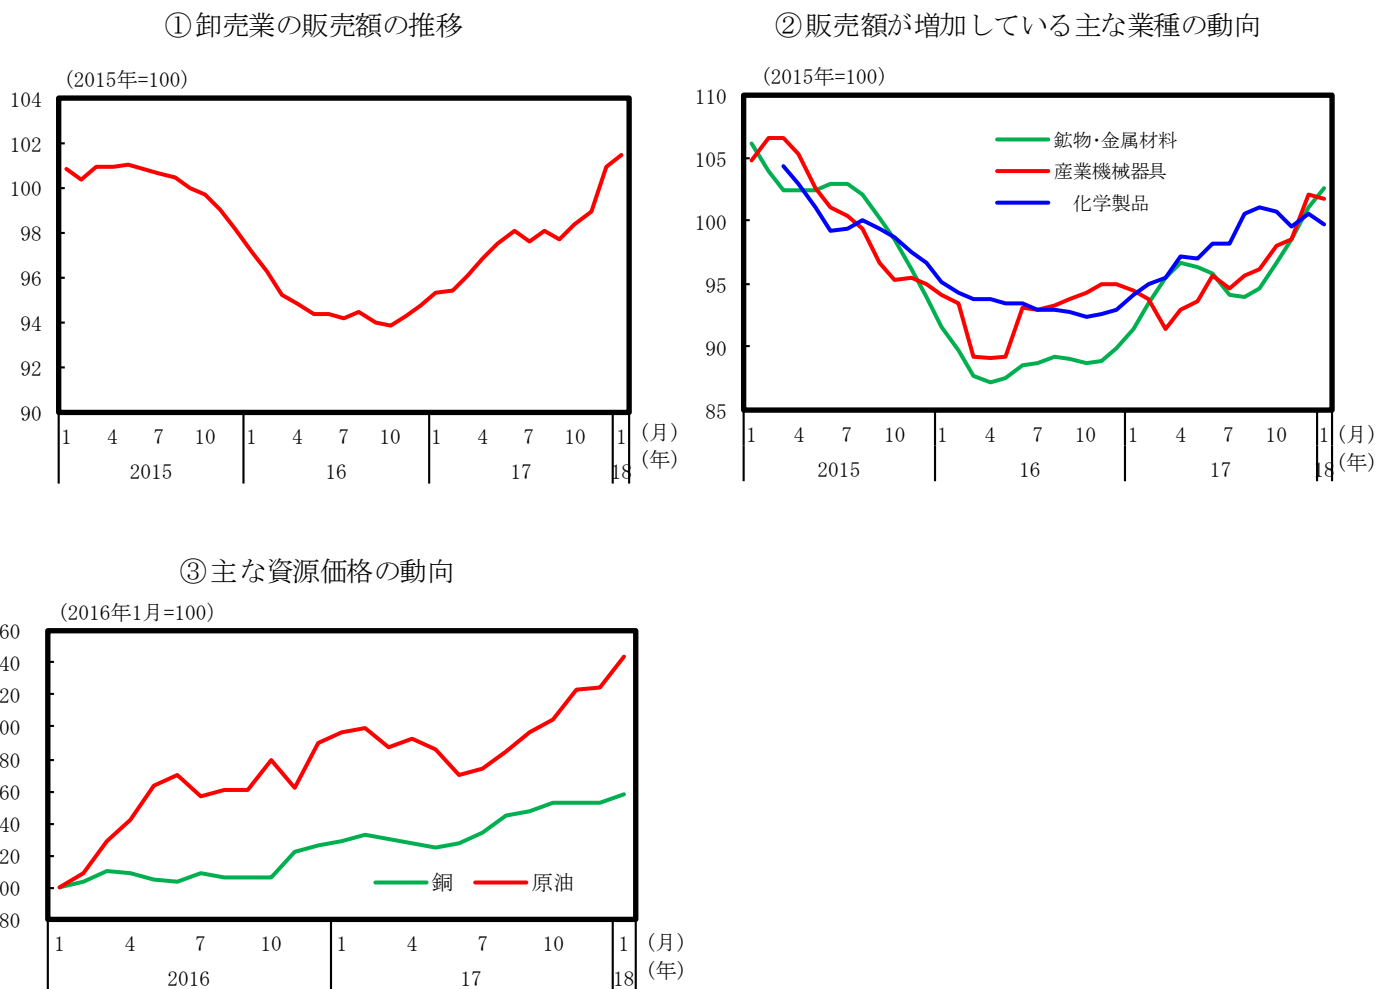 ①卸売業の販売額の推移
(2015年=100)
104
102
100
98
96
94
92
90
1 4 7 10 1 4 7 10 1 4 7 10 1 (月)
2015 16 17 18 (年)
②販売額が増加している主な業種の動向
(2015年=100)
110
105
100
95
90
85
鉱物・金属材料
産業機械器具
化学製品
1 4 7 10 1 4 7 10 1 4 7 10 1 (月)
2015 16 17 18 (年)
③主な資源価格の動向
(2016年1月=100)
60
40
20
00
80
60
40
20
00
80
銅 原油
1 4 7 10 1 4 7 10 1 (月)
2016 17 18 (年)